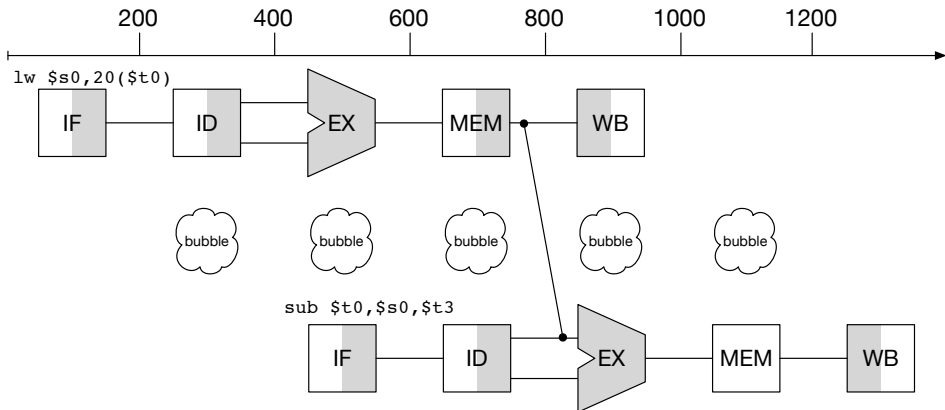 200 400 600 800 1000 1200
lw $s0,20($t0)
IF ID EX MEM WB
bubble bubble bubble bubble bubble
sub $t0,$s0,$t3
IF ID EX MEM WB